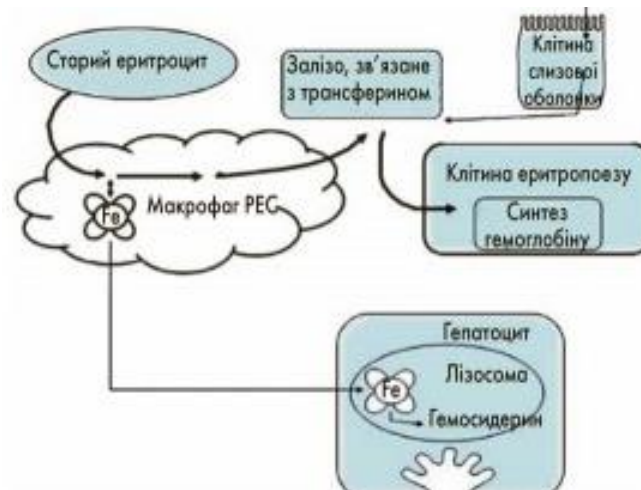 Старий еритроцит
Залізо, зв'язане
з трансферином
Клітина
слизової
оболонки
Макрофаг РЕС
Fe
Клітина еритропоезу
Синтез
гемоглобіну
Гепатоцит
Лізосома
Fe
Гемосидерин